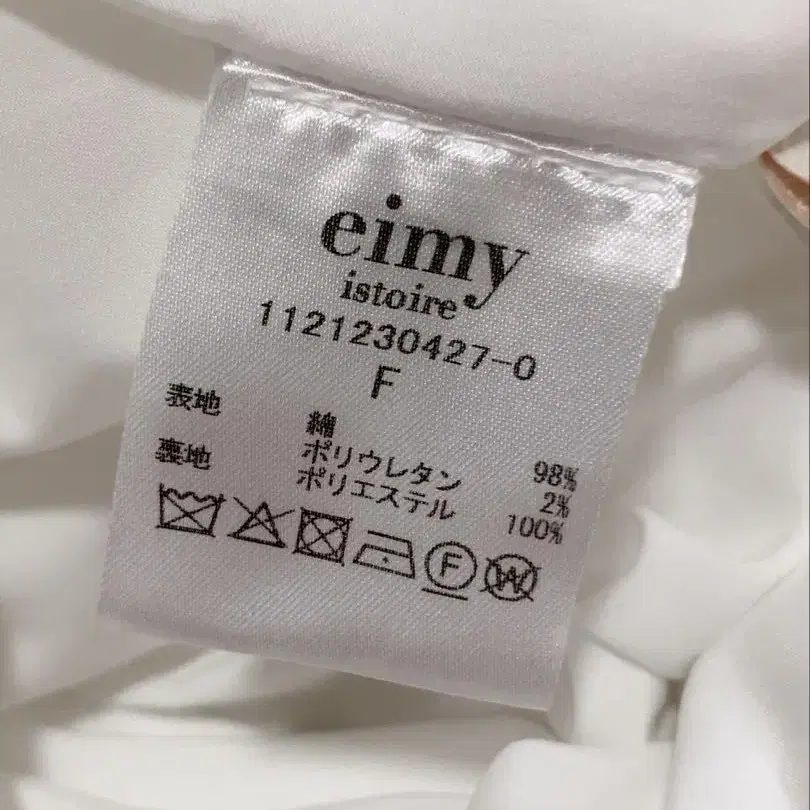 eimy
istoire
1121230427-0
F
表地 綿 98%
ポリウレタン 2%
裏地 ポリエステル 100%
F W